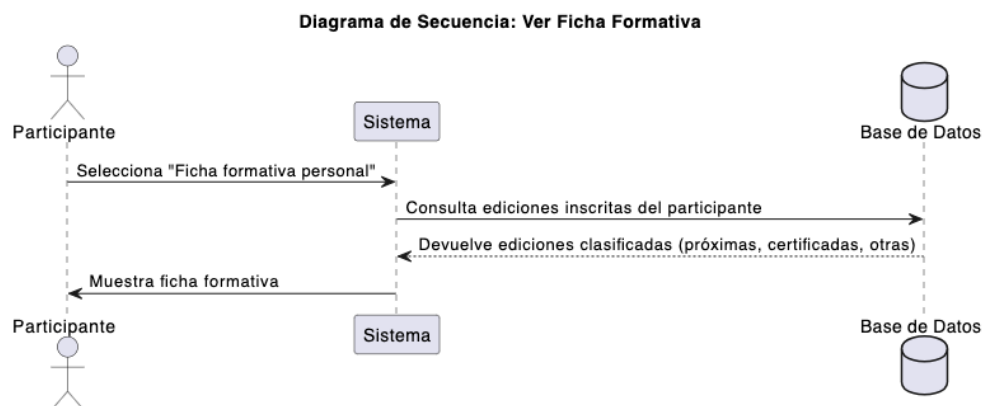 Diagrama de Secuencia: Ver Ficha Formativa
Participante
Sistema
Base de Datos
Selecciona "Ficha formativa personal"
Consulta ediciones inscritas del participante
Devuelve ediciones clasificadas (próximas, certificadas, otras)
Muestra ficha formativa
Participante
Sistema
Base de Datos